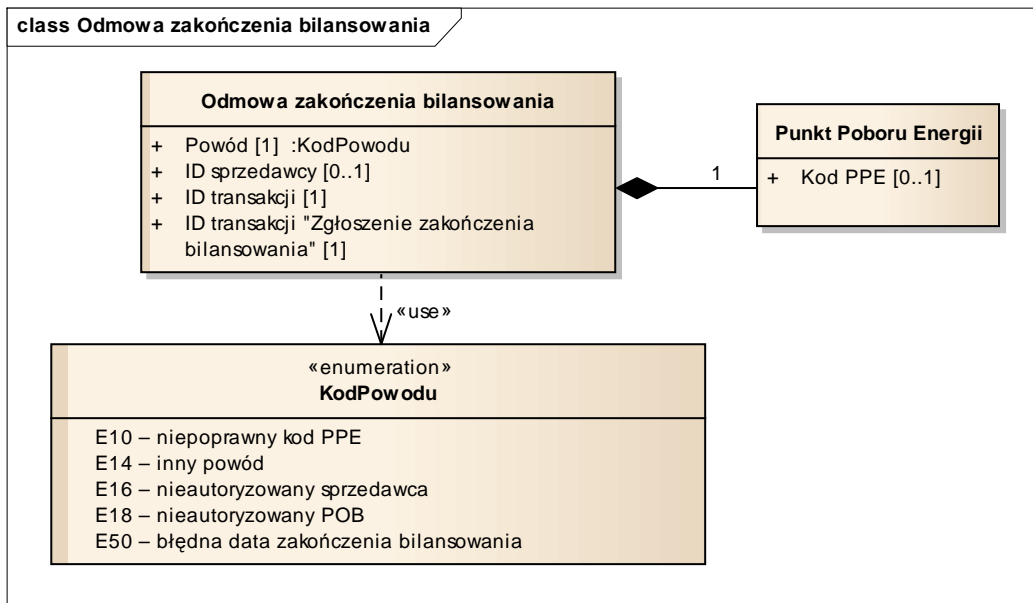 class Odmowa zakończenia bilansowania
Odmowa zakończenia bilansowania
+ Powód [1] :KodPowodu
+ ID sprzedawcy [0..1]
+ ID transakcji [1]
+ ID transakcji "Zgłoszenie zakończenia
bilansowania" [1]
1
Punkt Poboru Energii
+ Kod PPE [0..1]
«use»
«enumeration»
KodPowodu
E10 – niepoprawny kod PPE
E14 – inny powód
E16 – nieautoryzowany sprzedawca
E18 – nieautoryzowany POB
E50 – błędna data zakończenia bilansowania